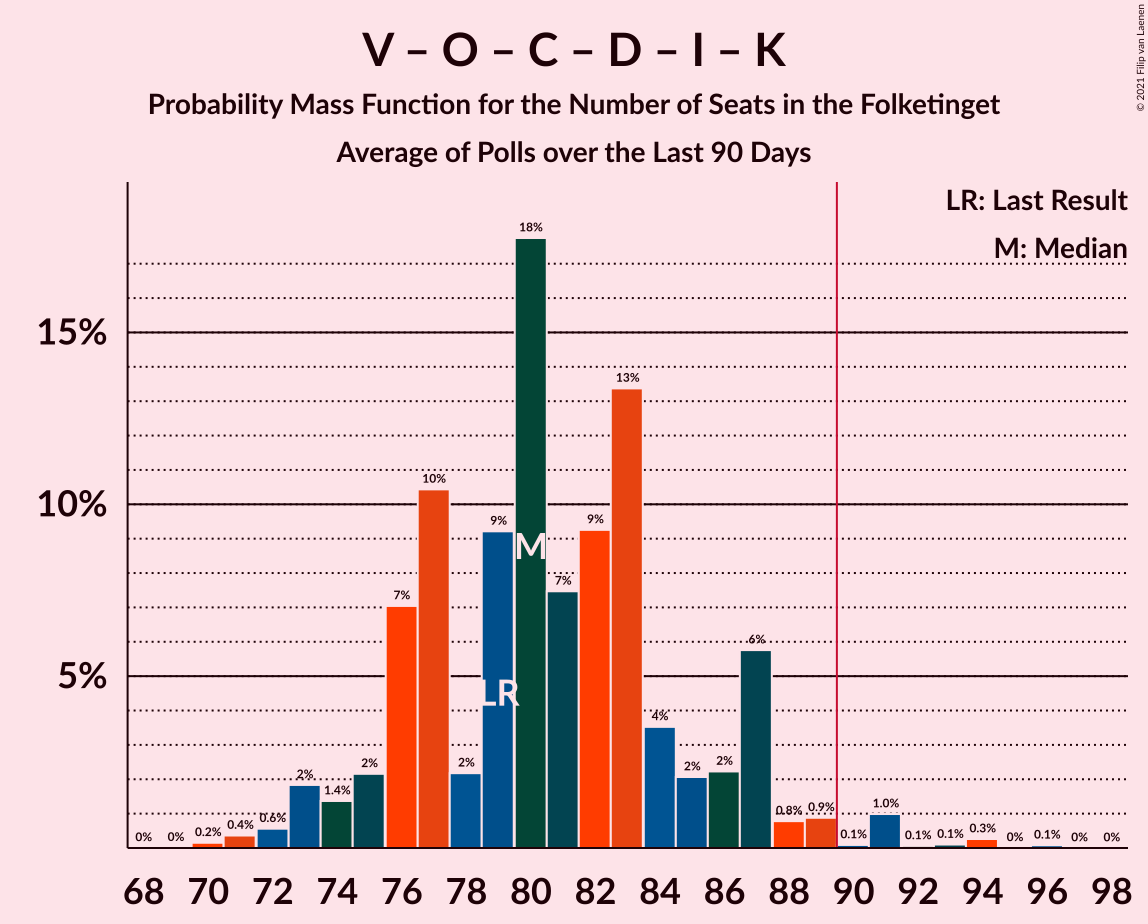 V – O – C – D – I – K
Probability Mass Function for the Number of Seats in the Folketinget
Average of Polls over the Last 90 Days
© 2021 Filip van Laenen
LR: Last Result
M: Median
15%
10%
5%
0% 0% 0.2% 0.4% 0.6% 2% 1.4% 2% 7% 10% 2% 9% 18% 7% 9% 13% 4% 2% 2% 6% 0.8% 0.9% 0.1% 1.0% 0.1% 0.1% 0.3% 0% 0.1% 0% 0%
M
LR
68 70 72 74 76 78 80 82 84 86 88 90 92 94 96 98